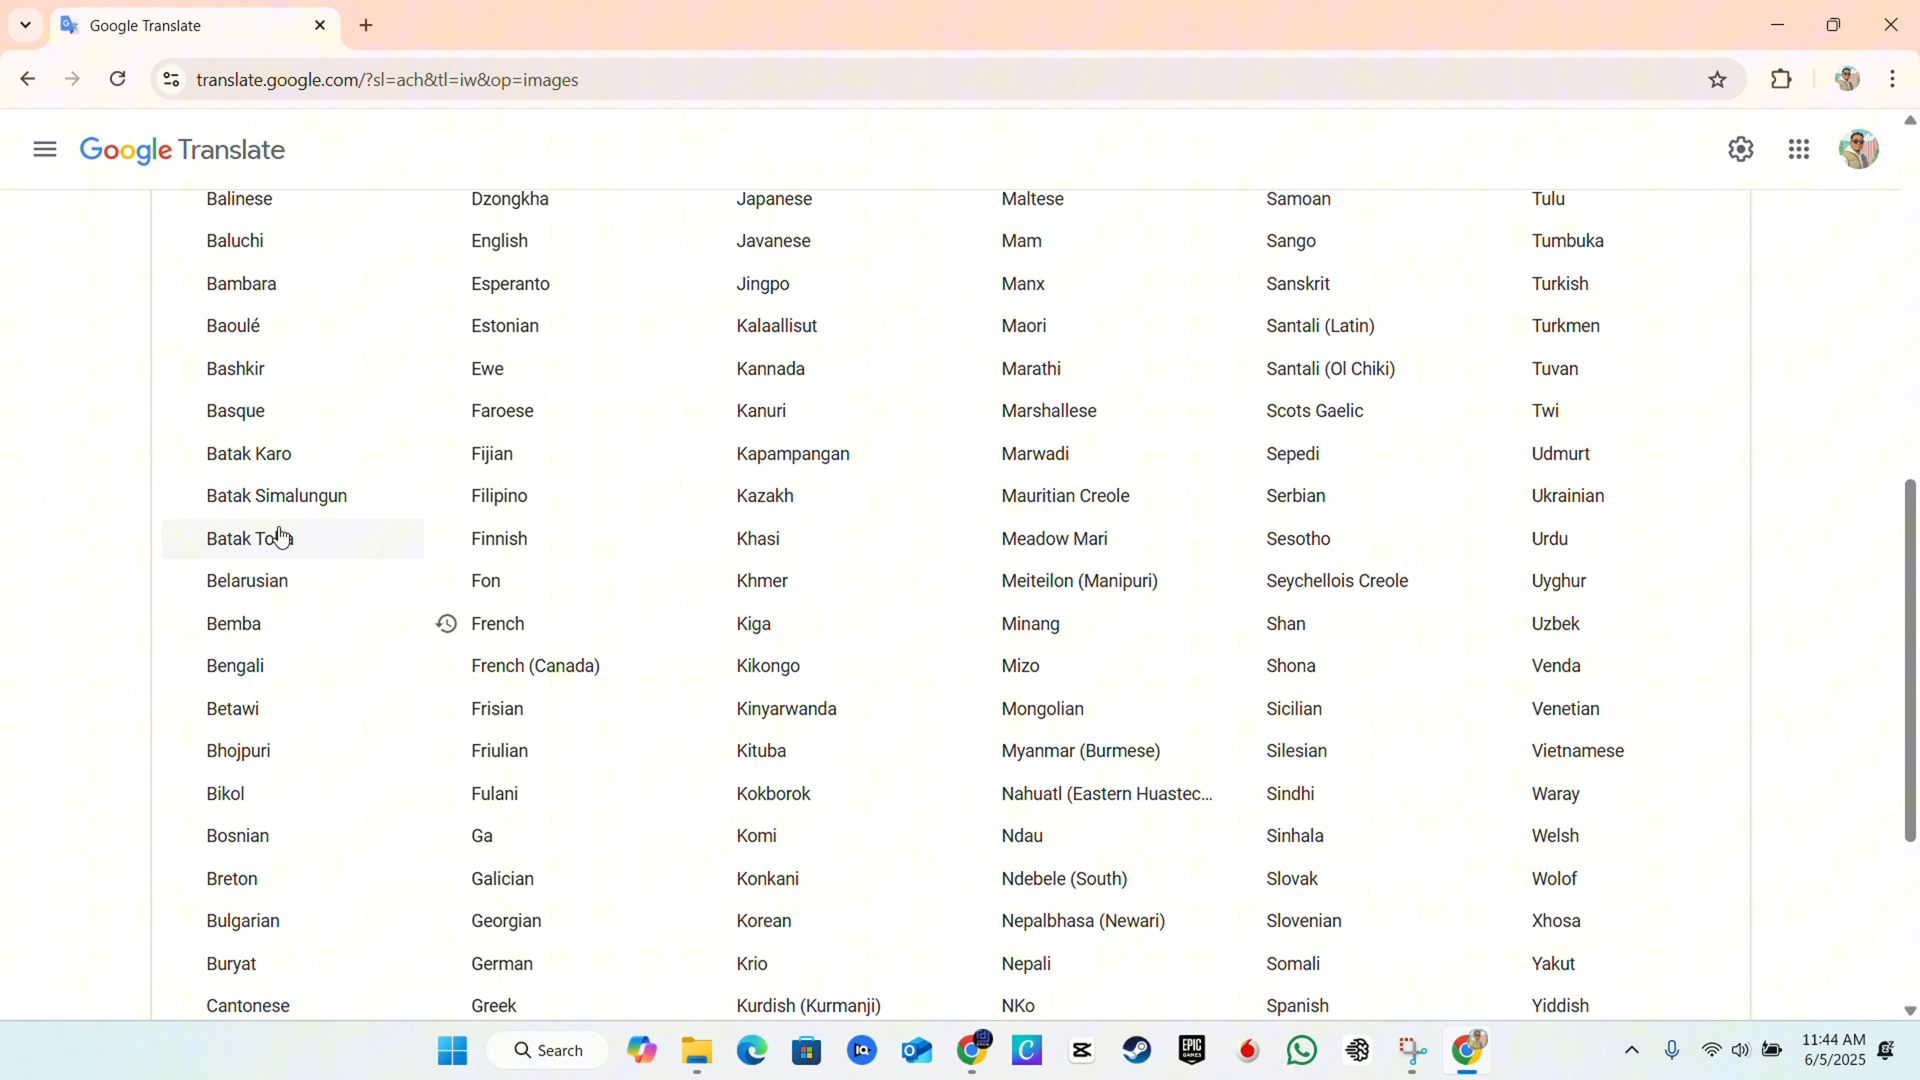 Google Translate
translate.google.com/?sl=ach&tl=iw&op=images
Google Translate
Balinese Dzongkha Japanese Maltese Samoan Tulu
Baluchi English Javanese Mam Sango Tumbuka
Bambara Esperanto Jingpo Manx Sanskrit Turkish
Baoulé Estonian Kalaallisut Maori Santali (Latin) Turkmen
Bashkir Ewe Kannada Marathi Santali (Ol Chiki) Tuvan
Basque Faroese Kanuri Marshallese Scots Gaelic Twi
Batak Karo Fijian Kapampangan Marwadi Sepedi Udmurt
Batak Simalungun Filipino Kazakh Mauritian Creole Serbian Ukrainian
Batak Finnish Khasi Meadow Mari Sesotho Urdu
Belarusian Fon Khmer Meiteilon (Manipuri) Seychellois Creole Uyghur
Bemba French Kiga Minang Shan Uzbek
Bengali French (Canada) Kikongo Mizo Shona Venda
Betawi Frisian Kinyarwanda Mongolian Sicilian Venetian
Bhojpuri Friulian Kituba Myanmar (Burmese) Silesian Vietnamese
Bikol Fulani Kokborok Nahuatl (Eastern Huastec... Sindhi Waray
Bosnian Ga Komi Ndau Sinhala Welsh
Breton Galician Konkani Ndebele (South) Slovak Wolof
Bulgarian Georgian Korean Nepalbhasa (Newari) Slovenian Xhosa
Buryat German Krio Nepali Somali Yakut
Cantonese Greek Kurdish (Kurmanji) NKo Spanish Yiddish
Search
11:44 AM
6/5/2025